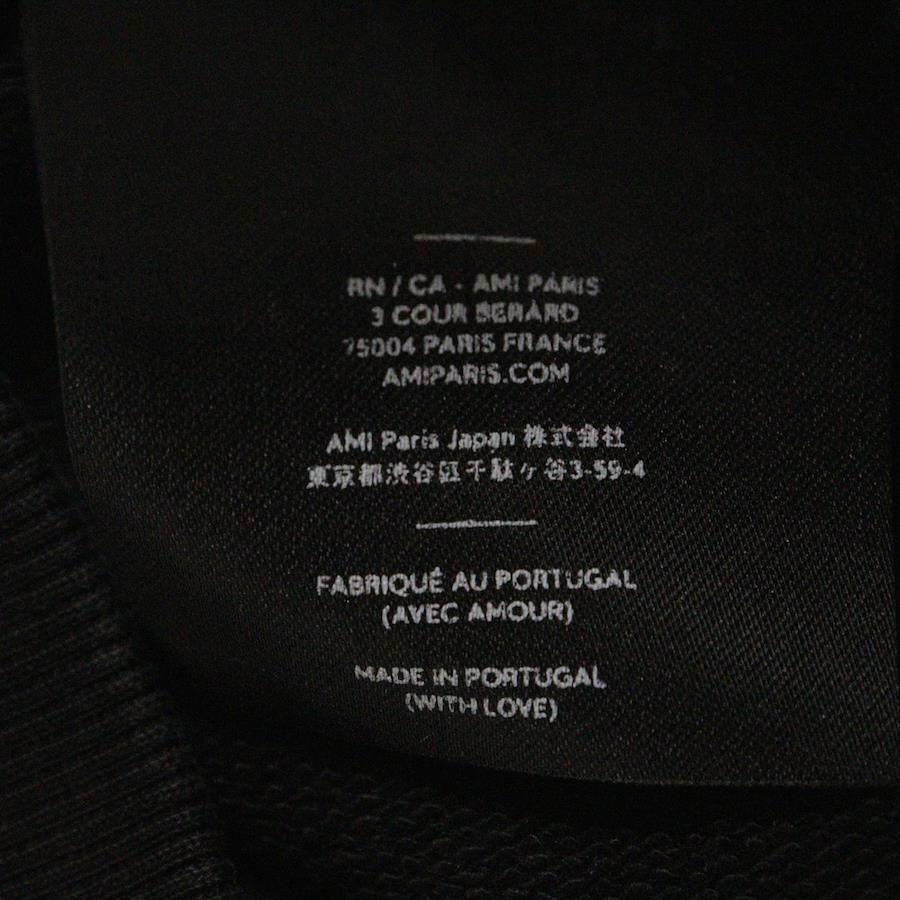 RN / CA - AMI PARIS
3 COUR BERARD
75004 PARIS FRANCE
AMIPARIS.COM
AMI Paris Japan 株式会社
東京都渋谷区千駄ヶ谷3-59-4
FABRIQUÉ AU PORTUGAL
(AVEC AMOUR)
MADE IN PORTUGAL
(WITH LOVE)